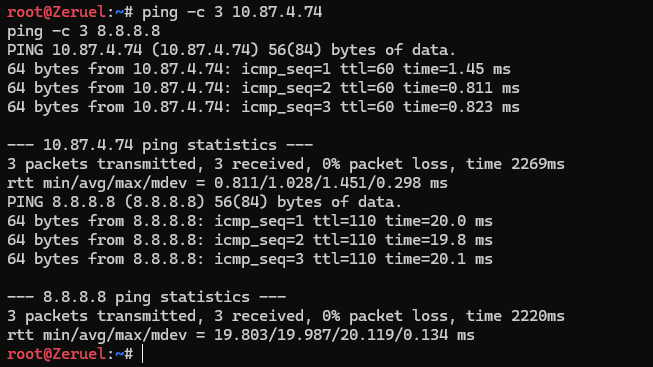 root@Zeruel:~# ping -c 3 10.87.4.74
ping -c 3 8.8.8.8
PING 10.87.4.74 (10.87.4.74) 56(84) bytes of data.
64 bytes from 10.87.4.74: icmp_seq=1 ttl=60 time=1.45 ms
64 bytes from 10.87.4.74: icmp_seq=2 ttl=60 time=0.811 ms
64 bytes from 10.87.4.74: icmp_seq=3 ttl=60 time=0.823 ms

--- 10.87.4.74 ping statistics ---
3 packets transmitted, 3 received, 0% packet loss, time 2269ms
rtt min/avg/max/mdev = 0.811/1.028/1.451/0.298 ms
PING 8.8.8.8 (8.8.8.8) 56(84) bytes of data.
64 bytes from 8.8.8.8: icmp_seq=1 ttl=110 time=20.0 ms
64 bytes from 8.8.8.8: icmp_seq=2 ttl=110 time=19.8 ms
64 bytes from 8.8.8.8: icmp_seq=3 ttl=110 time=20.1 ms

--- 8.8.8.8 ping statistics ---
3 packets transmitted, 3 received, 0% packet loss, time 2220ms
rtt min/avg/max/mdev = 19.803/19.987/20.119/0.134 ms
root@Zeruel:~#